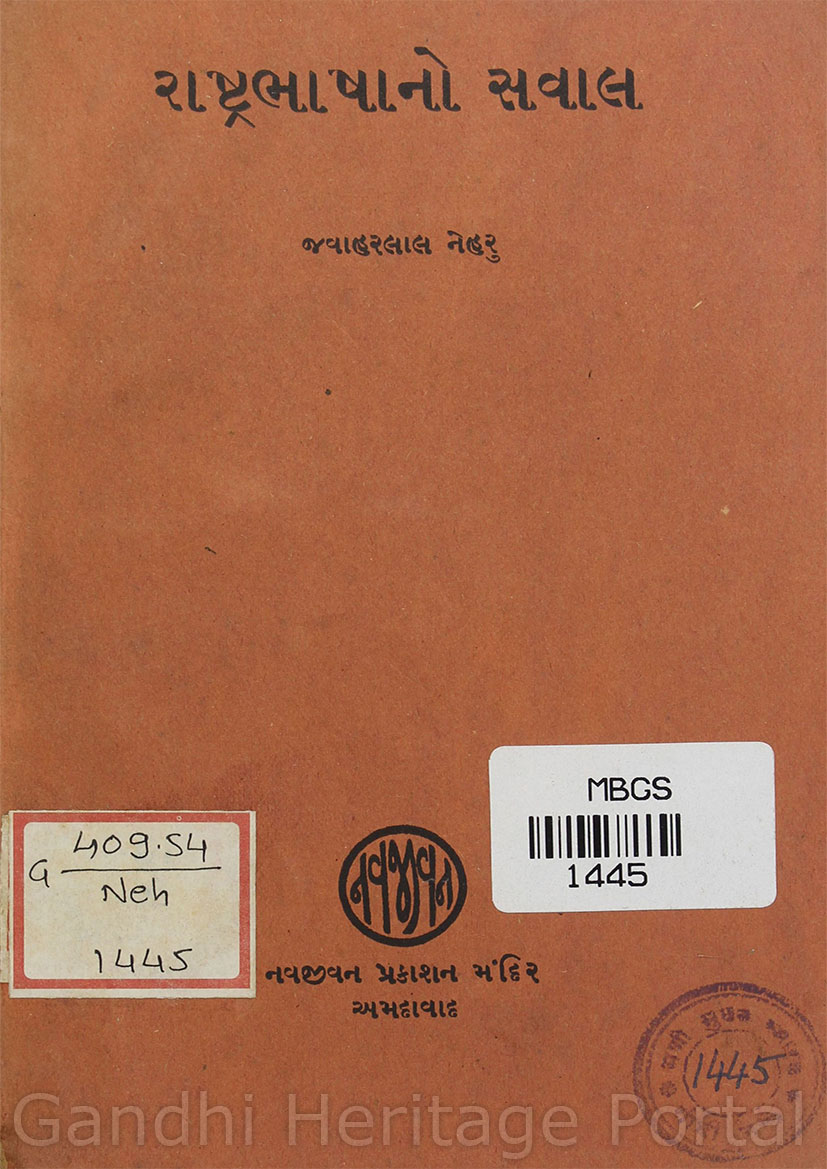 રાષ્ટ્રભાષાનો સવાલ
જવાહરલાલ નેહરુ
MBGS
1445
G 409.54
Neh
1445
નવજીવન
નવજીવન પ્રકાશન મંદિર
અમદાવાદ
1445
Gandhi Heritage Portal